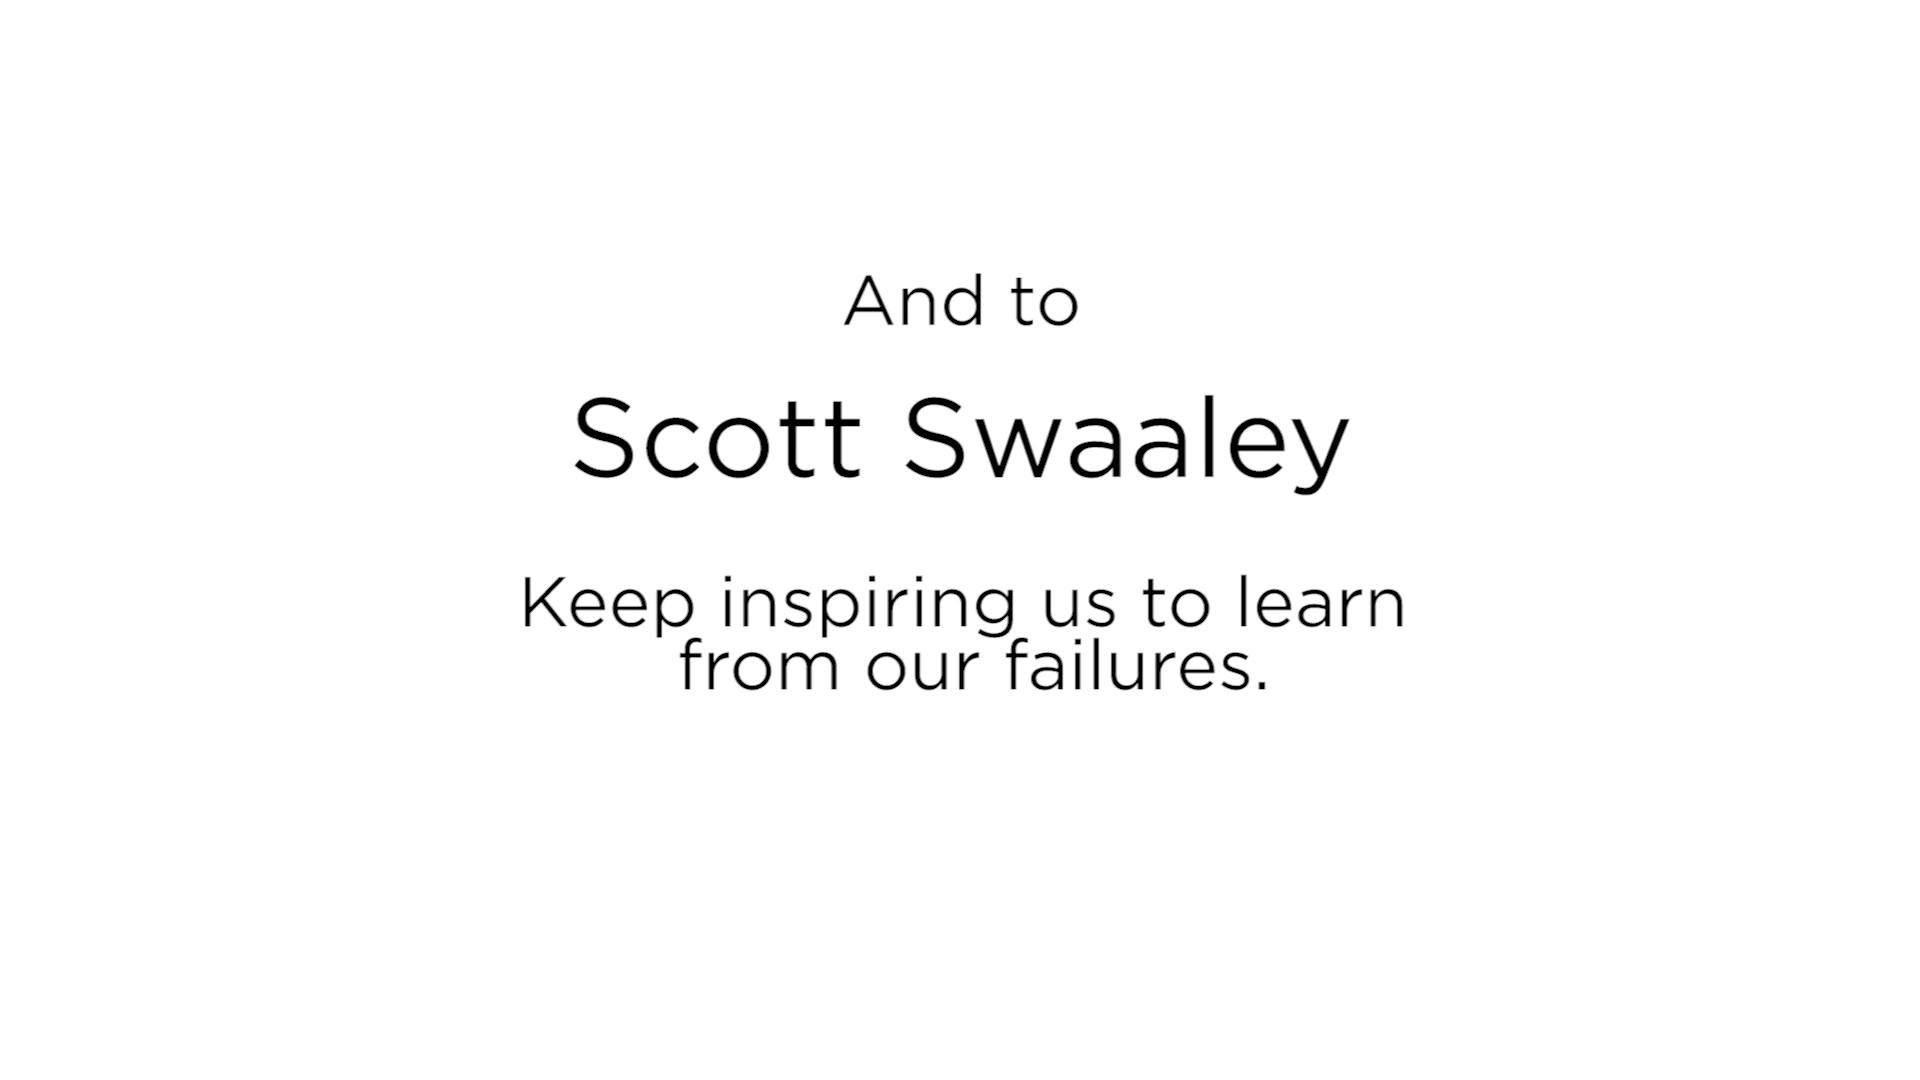 And to
Scott Swaaley
Keep inspiring us to learn
from our failures.